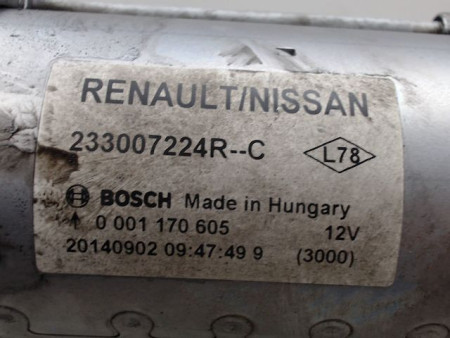 RENAULT/NISSAN
233007224R--C L78
BOSCH Made in Hungary
0 001 170 605 12V
20140902 09:47:49 9 (3000)